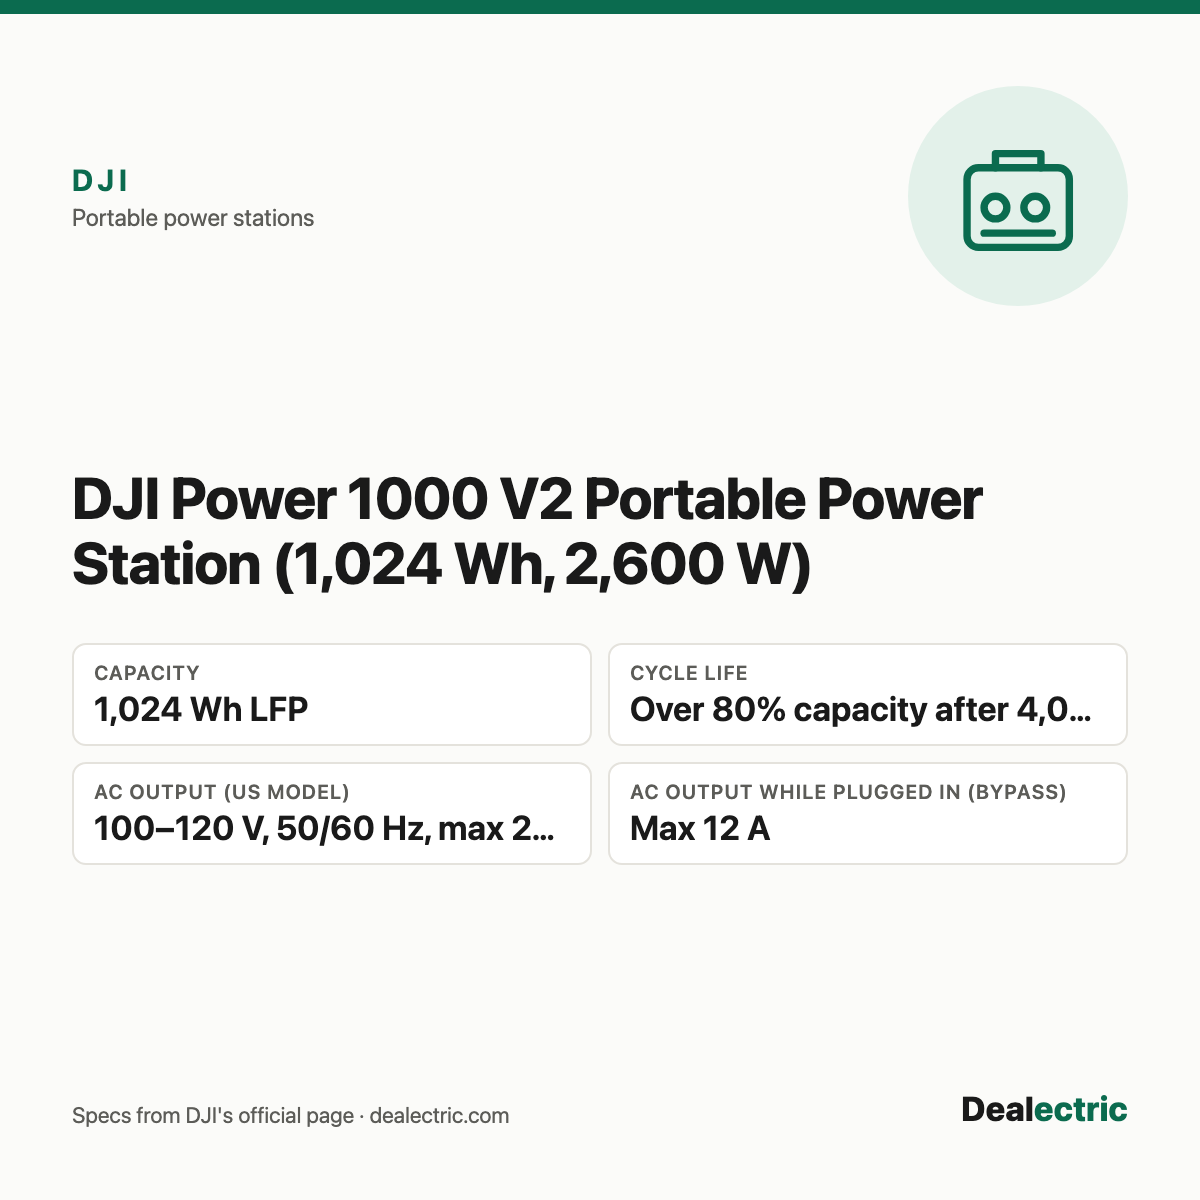 DJI
Portable power stations
DJI Power 1000 V2 Portable Power
Station (1,024 Wh, 2,600 W)
CAPACITY
1,024 Wh LFP
CYCLE LIFE
Over 80% capacity after 4,0...
AC OUTPUT (US MODEL)
100–120 V, 50/60 Hz, max 2...
AC OUTPUT WHILE PLUGGED IN (BYPASS)
Max 12 A
Specs from DJI's official page · dealectric.com
Dealectric